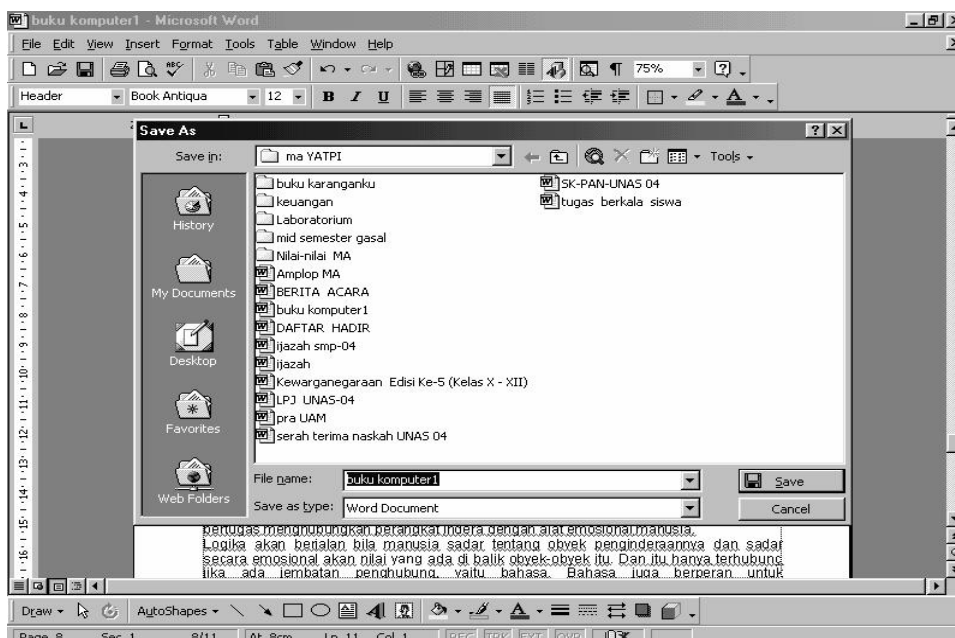 buku komputer1 - Microsoft Word
File Edit View Insert Format Tools Table Window Help
75%
Header Book Antiqua 12 B I U
Save As
Save in: ma YATPI Tools
History
My Documents
Desktop
Favorites
Web Folders
buku karanganku
keuangan
Laboratorium
mid semester gasal
Nilai-nilai MA
Amplop MA
BERITA ACARA
buku komputer1
DAFTAR HADIR
ijazah smp-04
ijazah
Kewarganegaraan Edisi Ke-5 (Kelas X - XII)
LPJ UNAS-04
pra UAM
serah terima naskah UNAS 04
SK-PAN-UNAS 04
tugas berkala siswa
File name: buku komputer1 Save
Save as type: Word Document Cancel
bertugas menghubungkan perangkat indera dengan alat emosional manusia.
Logika akan berjalan bila manusia sadar tentang obyek penginderaannya dan sadar
secara emosional akan nilai yang ada di balik obyek-obyek itu. Dan itu hanya terhubung
jika ada jembatan penghubung, yaitu bahasa. Bahasa juga berperan untuk
Draw AutoShapes
Page 8 Sec 1 8/11 At 8cm Ln 11 Col 1 REC TRK EXT OVR